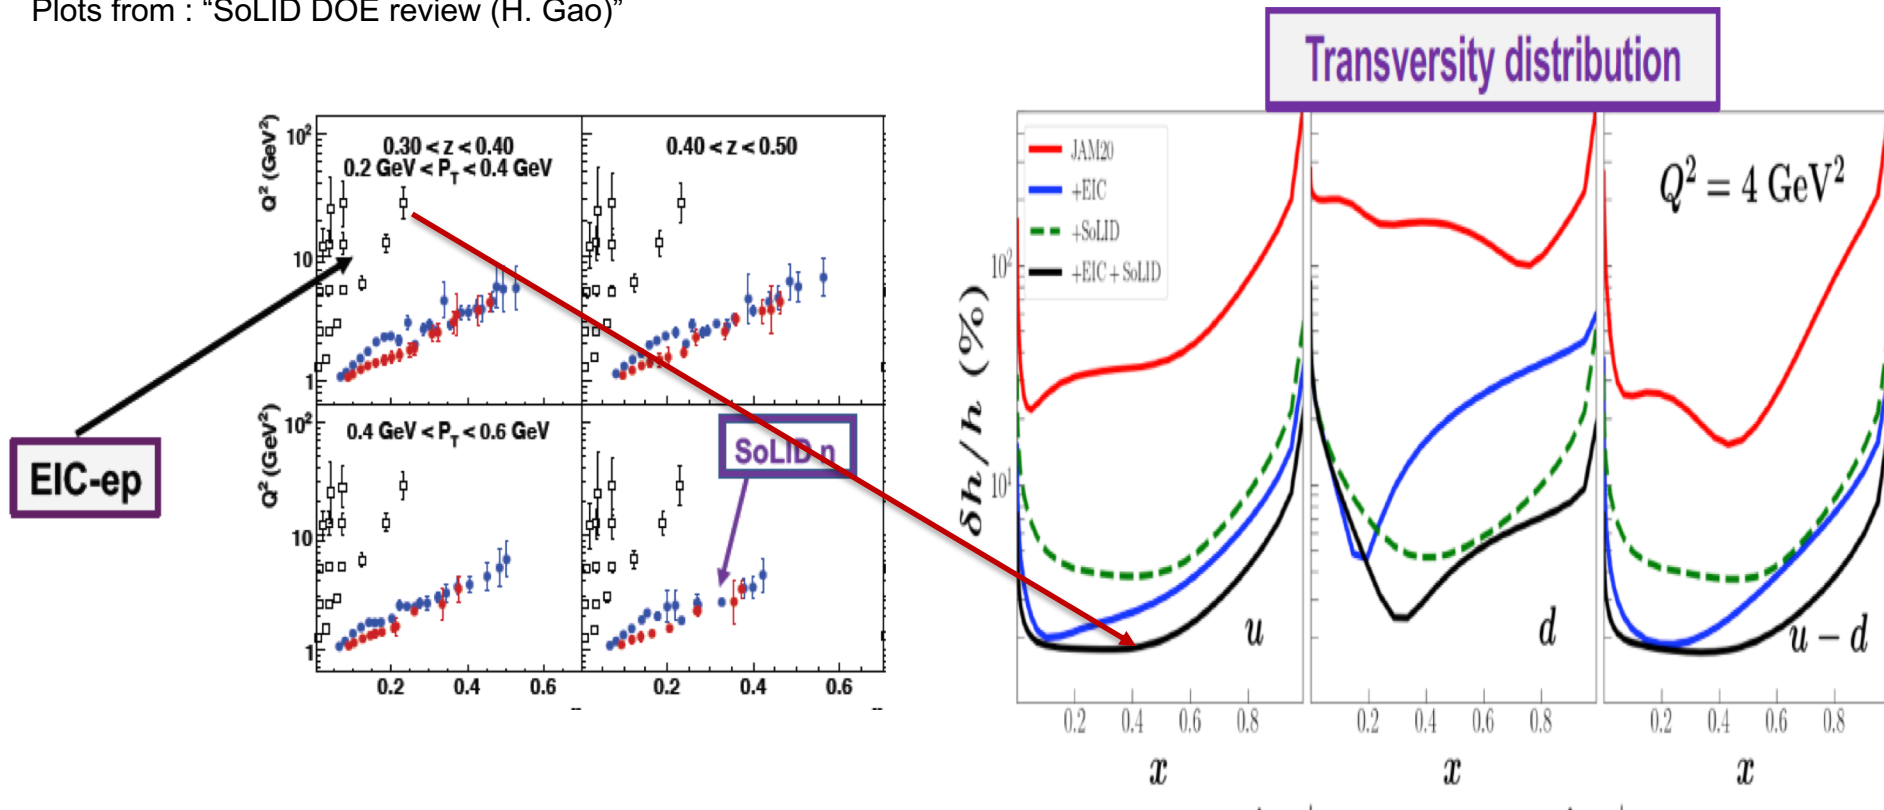 Plots from : “SoLID DOE review (H. Gao)”
Transversity distribution
Q² (GeV²)
10²
10
1
0.30 < z < 0.40
0.2 GeV < P_T < 0.4 GeV
0.40 < z < 0.50
Q² (GeV²)
10²
10
1
0.4 GeV < P_T < 0.6 GeV
SoLID n
EIC-ep
0.2 0.4 0.6
0.2 0.4 0.6
δh/h (%)
10²
10¹
JAM20
+EIC
+SoLID
+EIC + SoLID
Q² = 4 GeV²
u
d
u − d
0.2 0.4 0.6 0.8
0.2 0.4 0.6 0.8
0.2 0.4 0.6 0.8
x
x
x